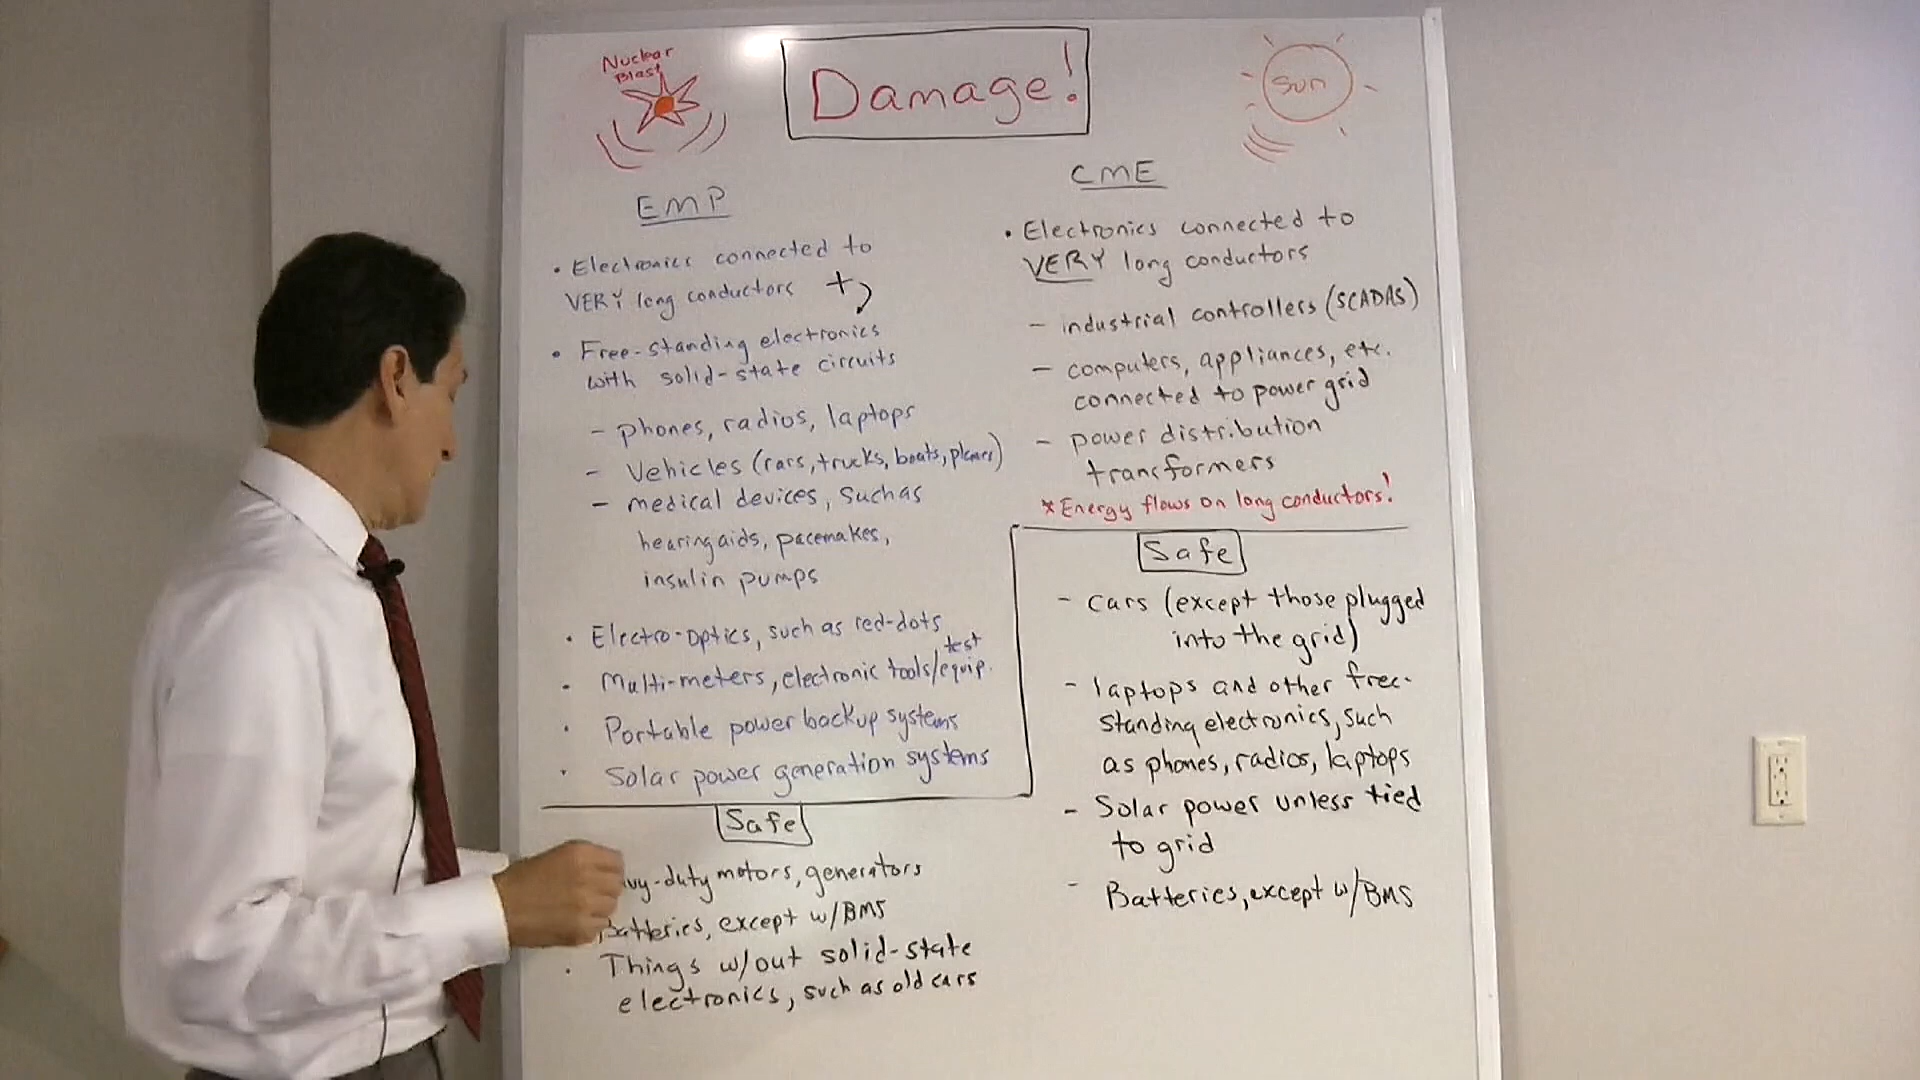 Nuclear
Blast
Damage!
Sun
EMP
• Electronics connected to
VERY long conductors +
• Free-standing electronics
with solid-state circuits
- phones, radios, laptops
- Vehicles (cars, trucks, boats, planes)
- medical devices, such as
hearing aids, pacemakes,
insulin pumps
• Electro-optics, such as red-dots
test
• Multi-meters, electronic tools/equip.
• Portable power backup systems
• Solar power generation systems
Safe
duty motors, generators
Batteries, except w/BMS
• Things w/out solid-state
electronics, such as old cars
CME
• Electronics connected to
VERY long conductors
- industrial controllers (SCADAS)
- computers, appliances, etc.
connected to power grid
- power distribution
transformers
* Energy flows on long conductors!
Safe
- cars (except those plugged
into the grid)
- laptops and other free-
standing electronics, such
as phones, radios, laptops
- Solar power unless tied
to grid
- Batteries, except w/BMS